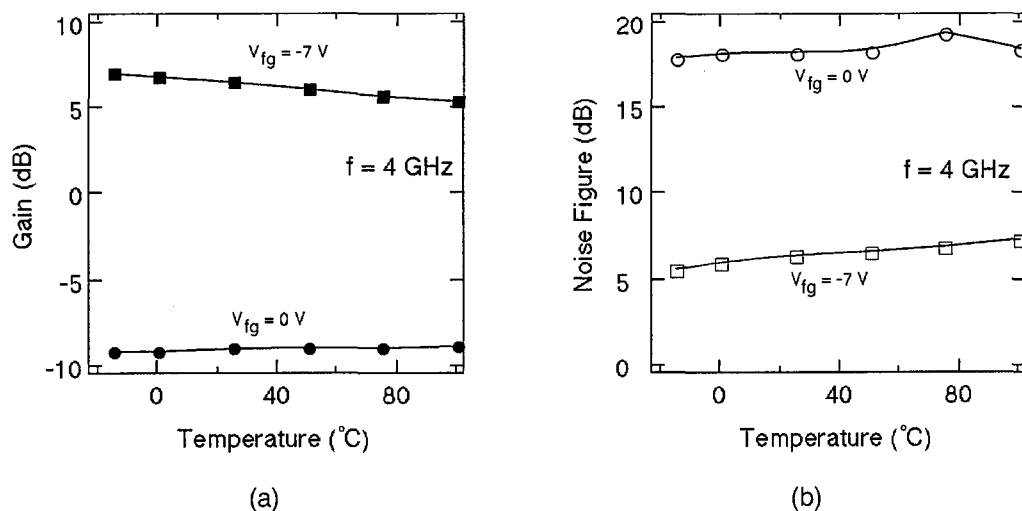 10
5
0
-5
-10
Gain (dB)
V_fg = -7 V
f = 4 GHz
V_fg = 0 V
0
40
80
Temperature (°C)
(a)
20
15
10
5
0
Noise Figure (dB)
V_fg = 0 V
f = 4 GHz
V_fg = -7 V
0
40
80
Temperature (°C)
(b)